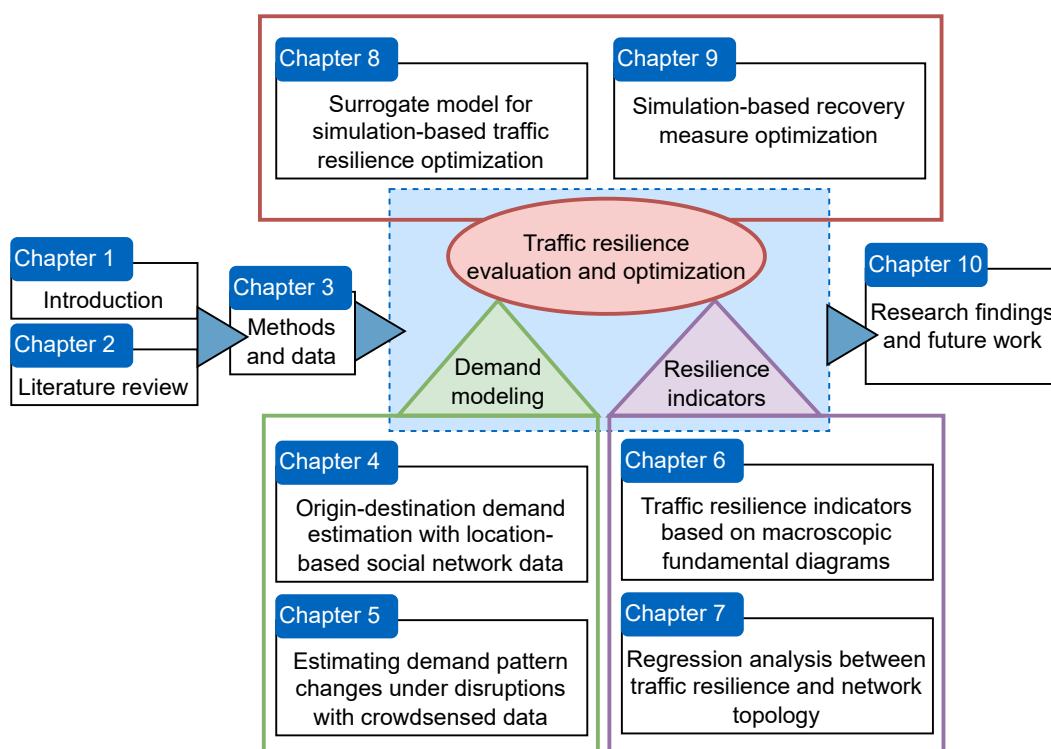 Chapter 8
Surrogate model for
simulation-based traffic
resilience optimization
Chapter 9
Simulation-based recovery
measure optimization
Traffic resilience
evaluation and optimization
Chapter 1
Introduction
Chapter 2
Literature review
Chapter 3
Methods
and data
Demand
modeling
Resilience
indicators
Chapter 10
Research findings
and future work
Chapter 4
Origin-destination demand
estimation with location-
based social network data
Chapter 5
Estimating demand pattern
changes under disruptions
with crowdsensed data
Chapter 6
Traffic resilience indicators
based on macroscopic
fundamental diagrams
Chapter 7
Regression analysis between
traffic resilience and network
topology